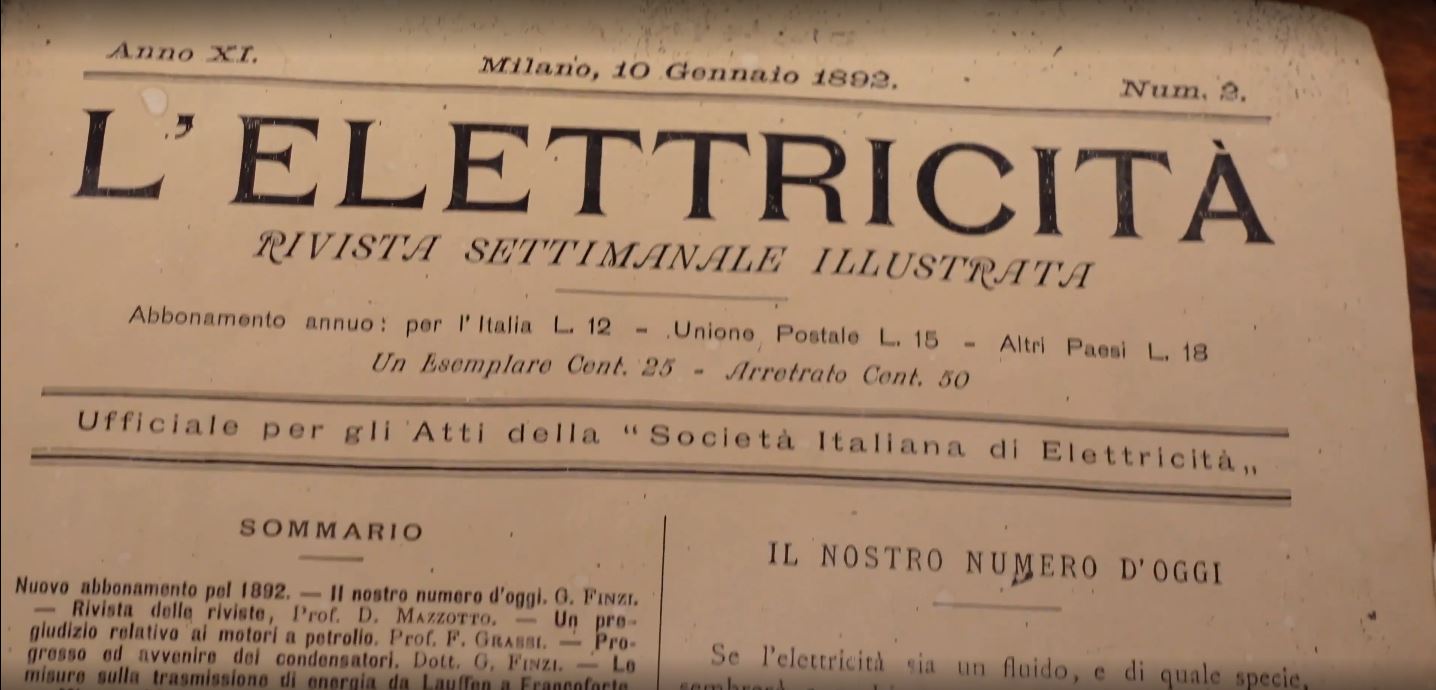 Anno XI.
Milano, 10 Gennaio 1892.
Num. 2.
L'ELETTRICITÀ
RIVISTA SETTIMANALE ILLUSTRATA
Abbonamento annuo: per l'Italia L. 12 - Unione Postale L. 15 - Altri Paesi L. 18
Un Esemplare Cent. 25 - Arretrato Cent. 50
Ufficiale per gli Atti della “Società Italiana di Elettricità„
SOMMARIO
Nuovo abbonamento pel 1892. — Il nostro numero d'oggi. G. FINZI.
— Rivista delle riviste, Prof. D. MAZZOTTO. — Un pre-
giudizio relativo ai motori a petrolio. Prof. F. GRASSI. — Pro-
gresso ed avvenire dei condensatori. Dott. G. FINZI. — Le
misure sulla trasmissione di energia da Lauffen a Francoforte
IL NOSTRO NUMERO D'OGGI
Se l'elettricità sia un fluido, e di quale specie,